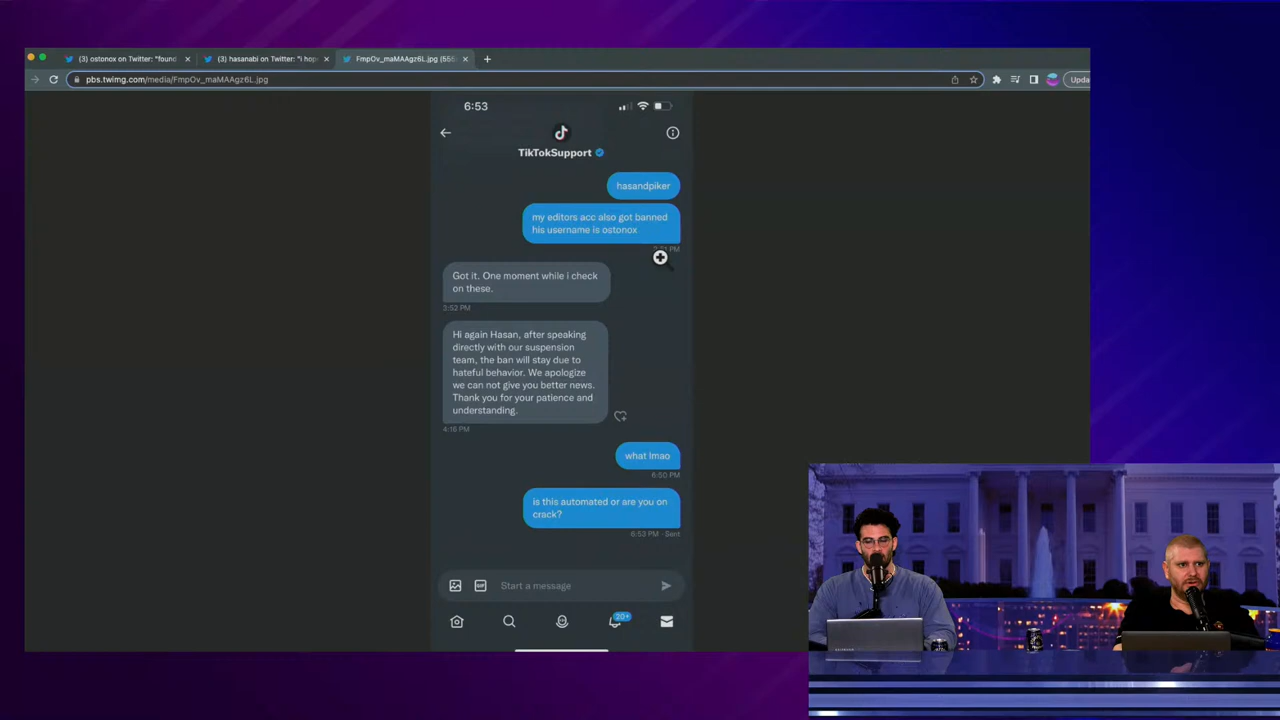 (3) ostonox on Twitter: "found
(3) hasanabi on Twitter: "i hop
FmpOv_maMAAgz6L.jpg (555
pbs.twimg.com/media/FmpOv_maMAAgz6L.jpg
Upda
6:53
TikTokSupport
hasandpiker
my editors acc also got banned
his username is ostonox
PM
Got it. One moment while i check
on these.
3:52 PM
Hi again Hasan, after speaking
directly with our suspension
team, the ban will stay due to
hateful behavior. We apologize
we can not give you better news.
Thank you for your patience and
understanding.
4:16 PM
what lmao
6:50 PM
is this automated or are you on
crack?
6:53 PM · Sent
GIF
Start a message
20+